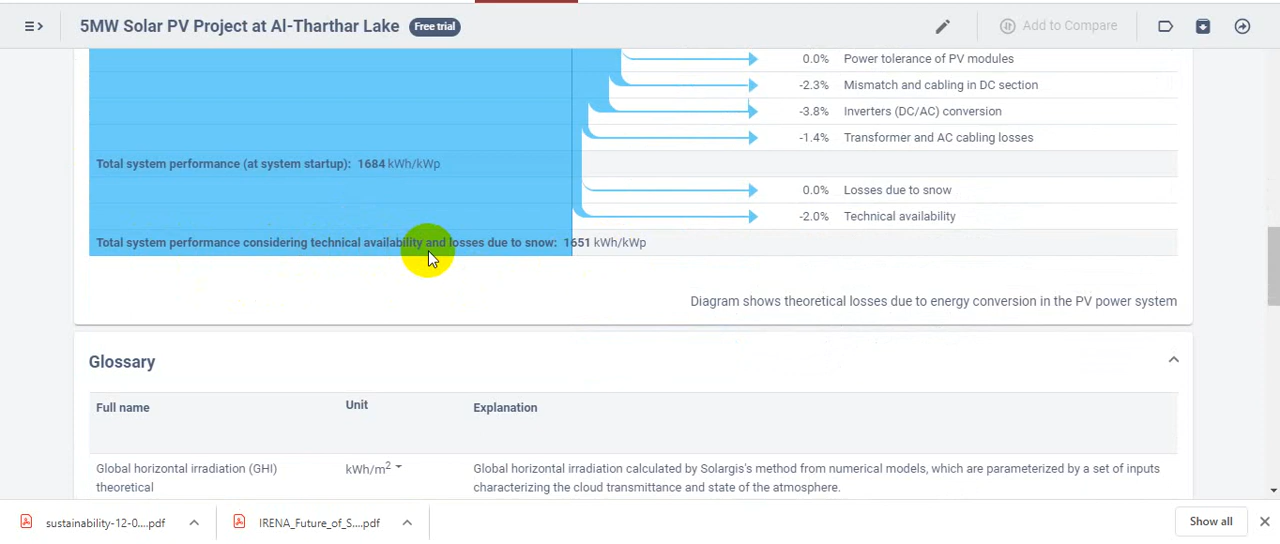 5MW Solar PV Project at Al-Tharthar Lake Free trial Add to Compare
0.0% Power tolerance of PV modules
-2.3% Mismatch and cabling in DC section
-3.8% Inverters (DC/AC) conversion
-1.4% Transformer and AC cabling losses
Total system performance (at system startup): 1684 kWh/kWp
0.0% Losses due to snow
-2.0% Technical availability
Total system performance considering technical availability and losses due to snow: 1651 kWh/kWp
Diagram shows theoretical losses due to energy conversion in the PV power system
Glossary
Full name Unit Explanation
Global horizontal irradiation (GHI) kWh/m² Global horizontal irradiation calculated by Solargis's method from numerical models, which are parameterized by a set of inputs
theoretical characterizing the cloud transmittance and state of the atmosphere.
sustainability-12-0....pdf IRENA_Future_of_S....pdf Show all